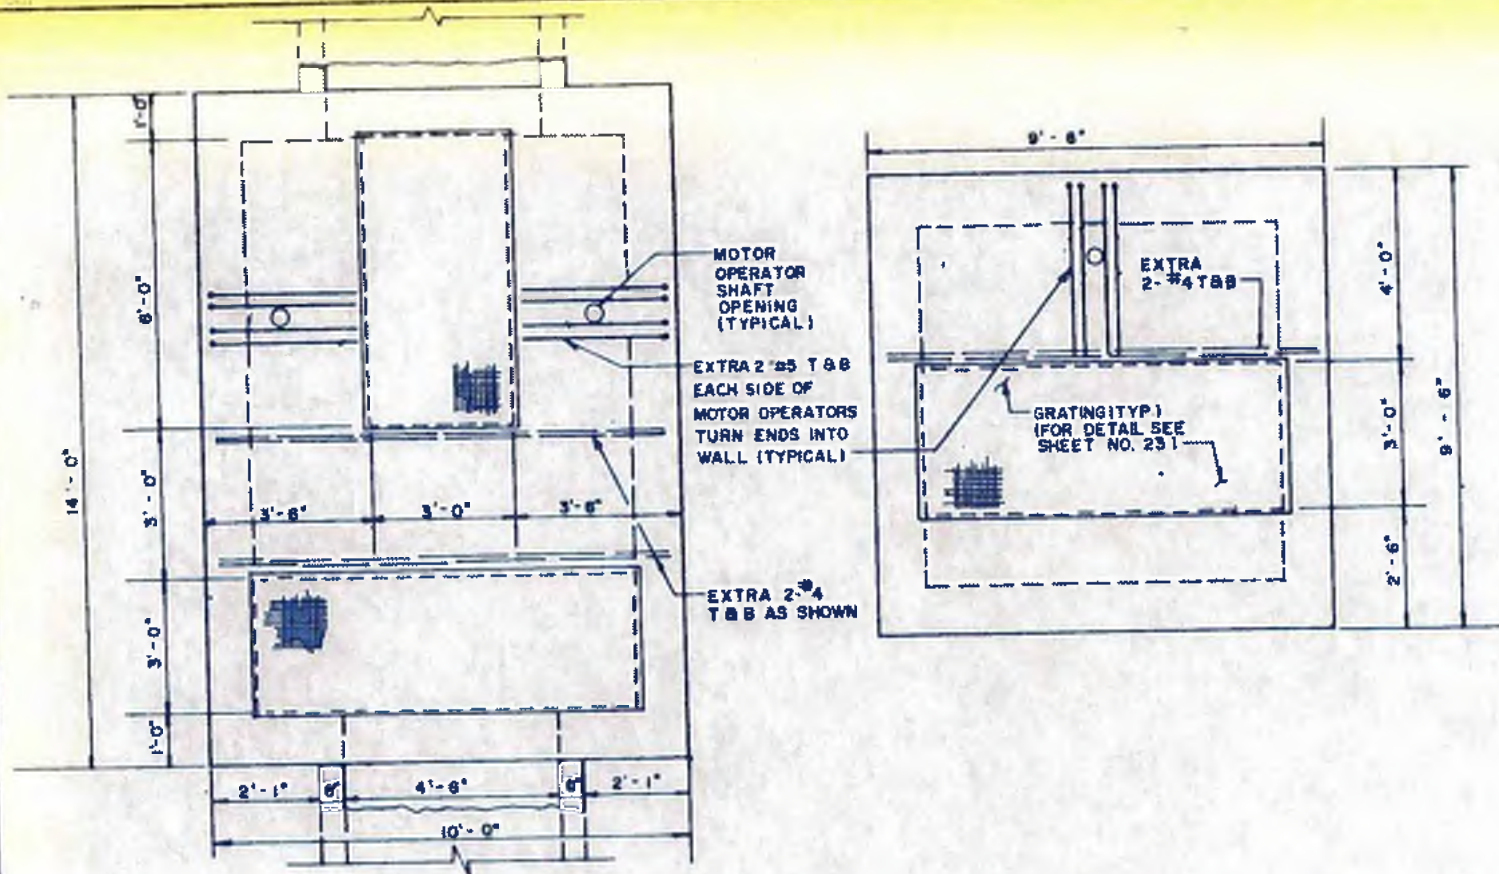 1'-0"
6'-0"
3'-0"
3'-0"
1'-0"
14'-0"
3'-6"
3'-0"
3'-6"
2'-1"
8"
4'-6"
8"
2'-1"
10'-0"
MOTOR
OPERATOR
SHAFT
OPENING
(TYPICAL)
EXTRA 2 #5 T & B
EACH SIDE OF
MOTOR OPERATORS
TURN ENDS INTO
WALL (TYPICAL)
EXTRA 2-#4
T & B AS SHOWN
9'-6"
EXTRA
2-#4 T&B
GRATING (TYP.)
(FOR DETAIL SEE
SHEET NO. 23)
4'-0"
3'-0"
2'-6"
9'-6"